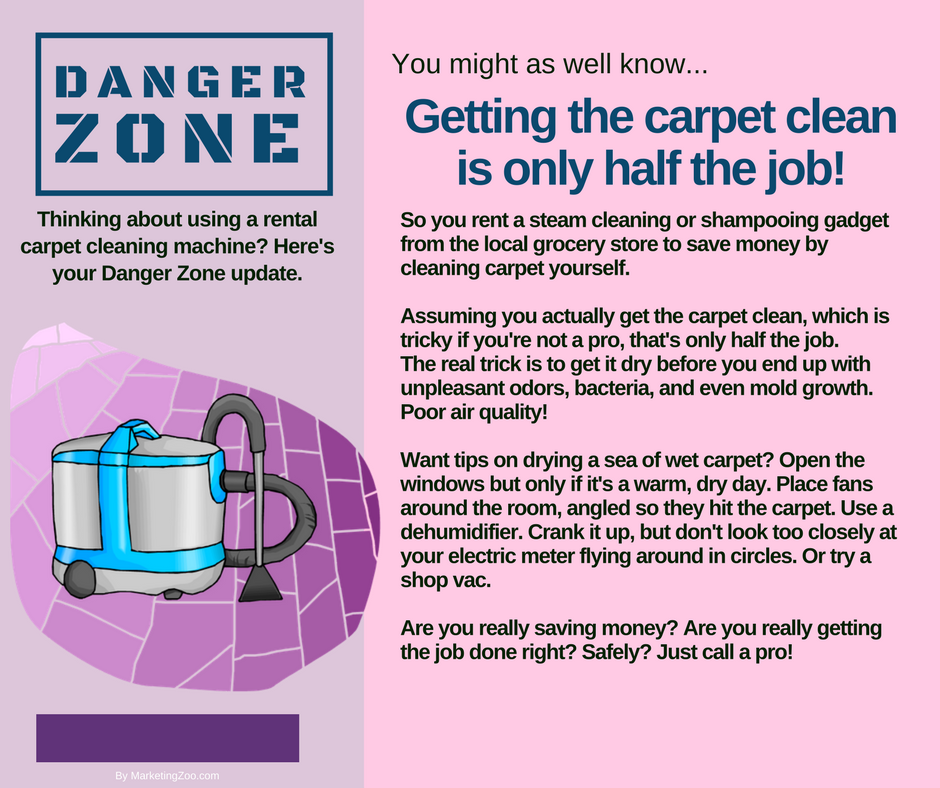 DANGER
ZONE
Thinking about using a rental
carpet cleaning machine? Here's
your Danger Zone update.
By MarketingZoo.com
You might as well know...
Getting the carpet clean
is only half the job!
So you rent a steam cleaning or shampooing gadget
from the local grocery store to save money by
cleaning carpet yourself.
Assuming you actually get the carpet clean, which is
tricky if you're not a pro, that's only half the job.
The real trick is to get it dry before you end up with
unpleasant odors, bacteria, and even mold growth.
Poor air quality!
Want tips on drying a sea of wet carpet? Open the
windows but only if it's a warm, dry day. Place fans
around the room, angled so they hit the carpet. Use a
dehumidifier. Crank it up, but don't look too closely at
your electric meter flying around in circles. Or try a
shop vac.
Are you really saving money? Are you really getting
the job done right? Safely? Just call a pro!